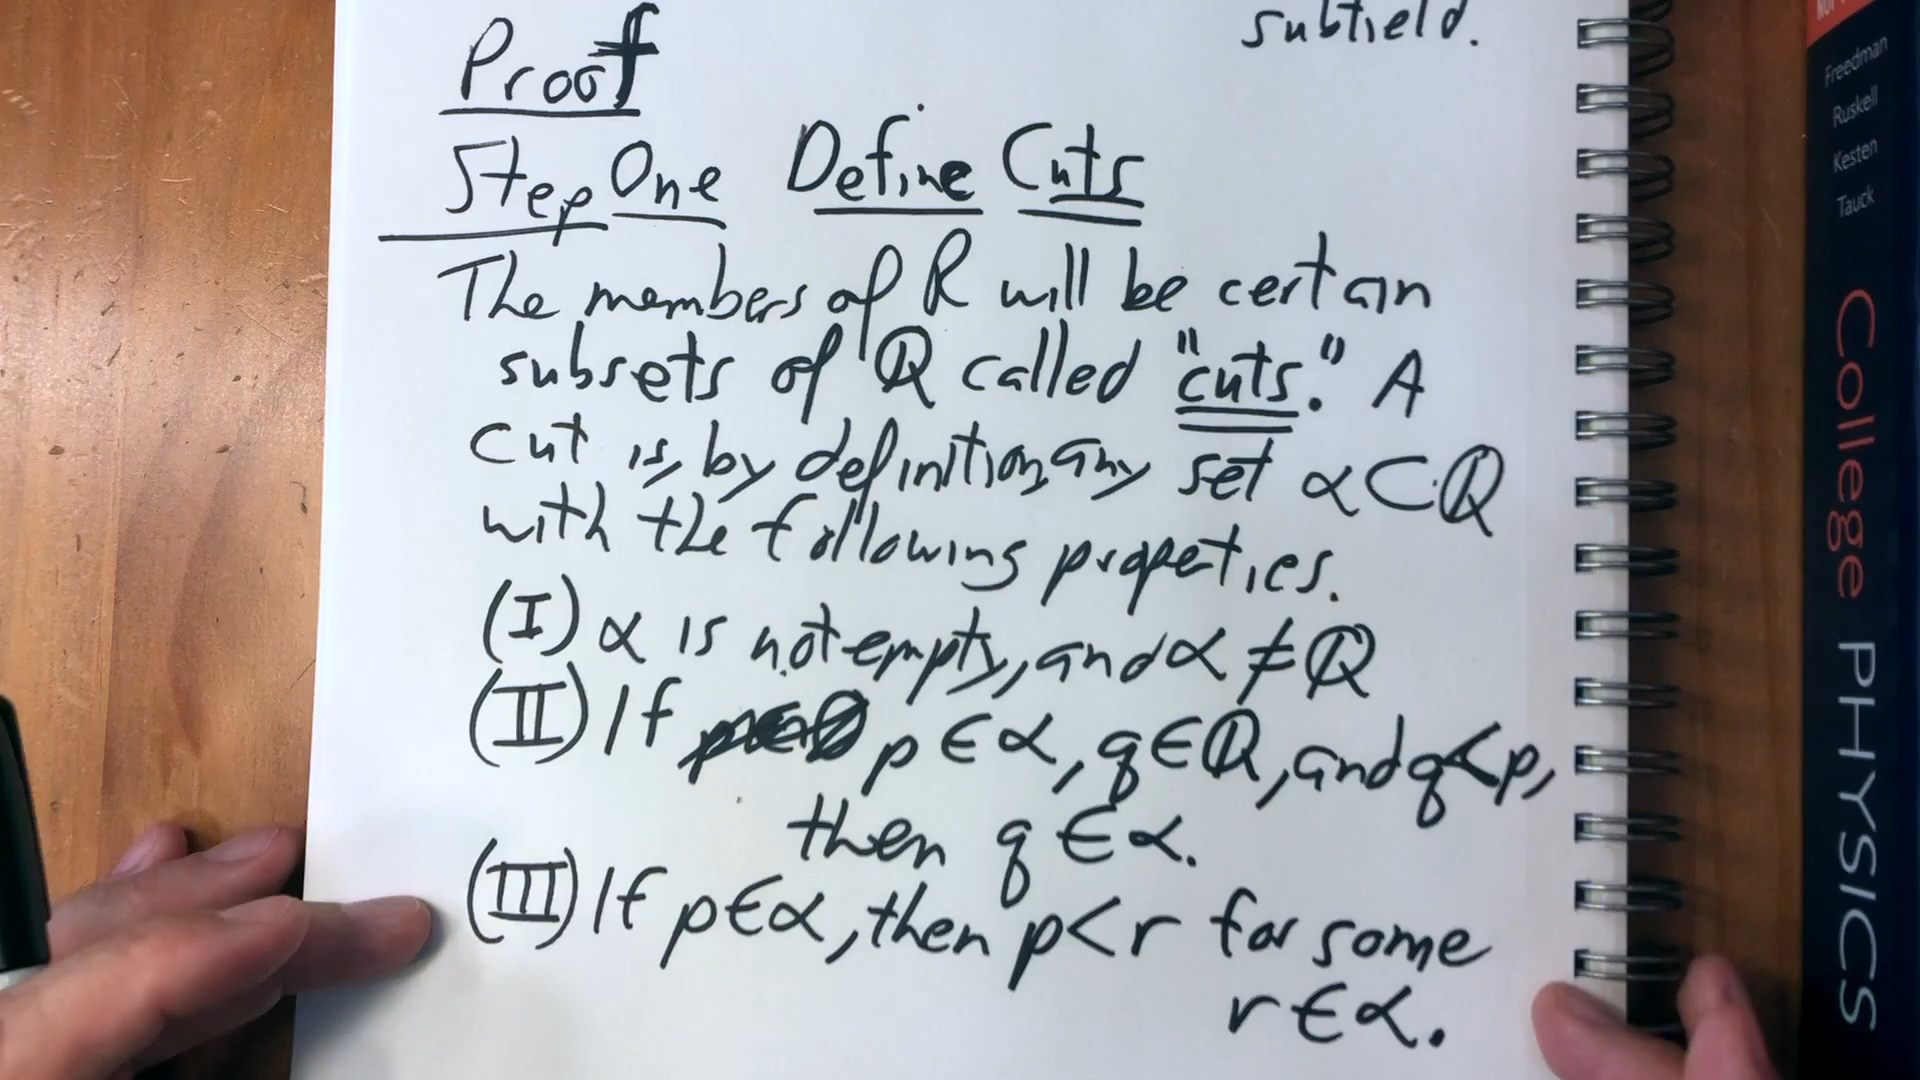 subfield.
Proof
Step One Define Cuts
The members of R will be certain
subsets of ℚ called "cuts." A
cut is, by definition, any set α⊂ℚ
with the following properties.
(I) α is not empty, and α ≠ ℚ
(II) If p∈α, q∈ℚ, and q<p,
then q∈α.
(III) If p∈α, then p<r for some
r∈α.
Freedman
Ruskell
Kesten
Tauck
College PHYSICS